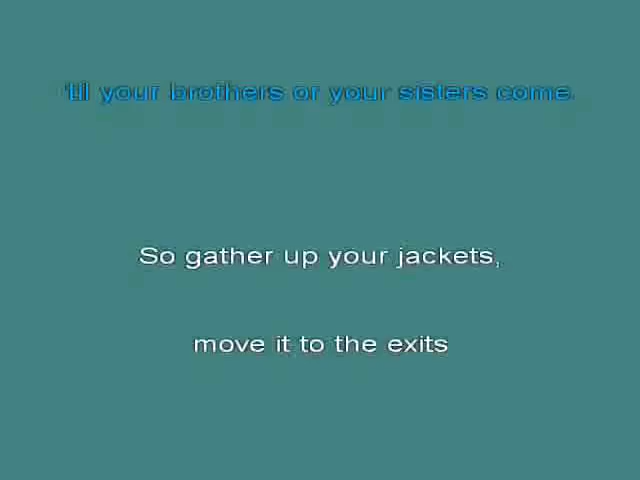 'til your brothers or your sisters come.
So gather up your jackets,
move it to the exits